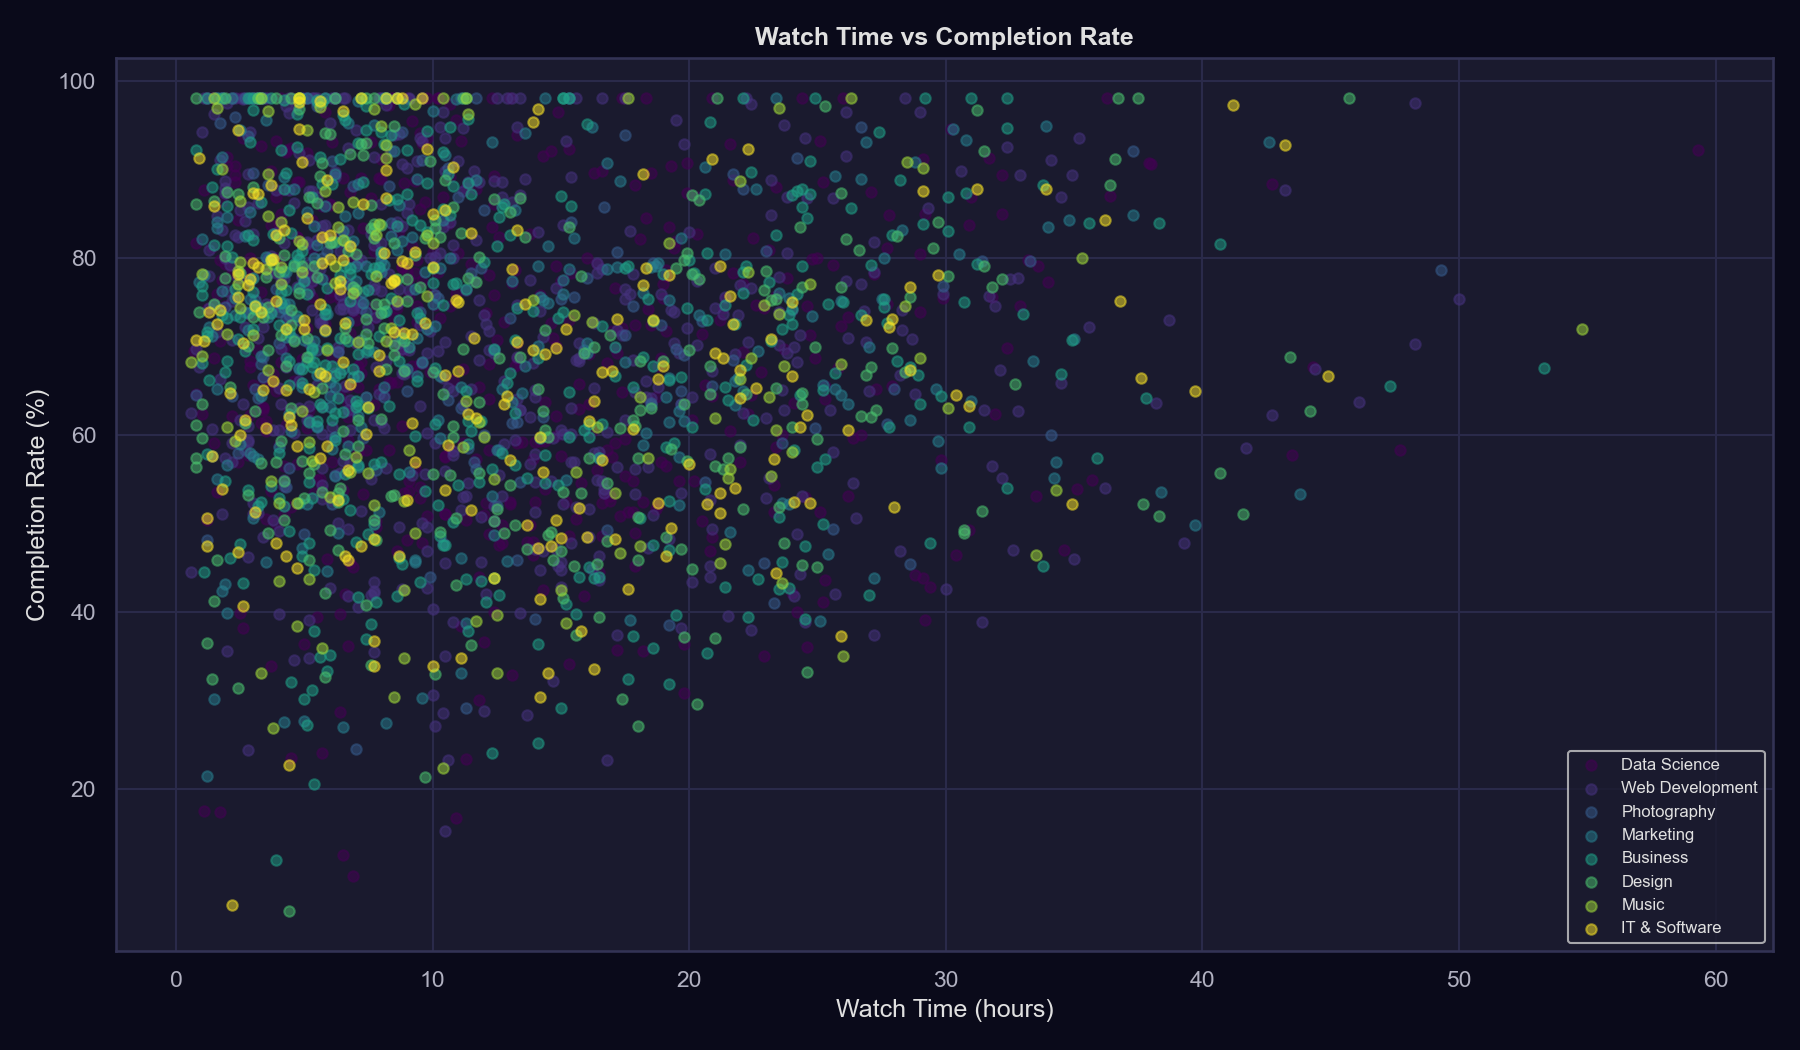 Watch Time vs Completion Rate
Completion Rate (%)
100
80
60
40
20
0 10 20 30 40 50 60
Watch Time (hours)
Data Science
Web Development
Photography
Marketing
Business
Design
Music
IT & Software